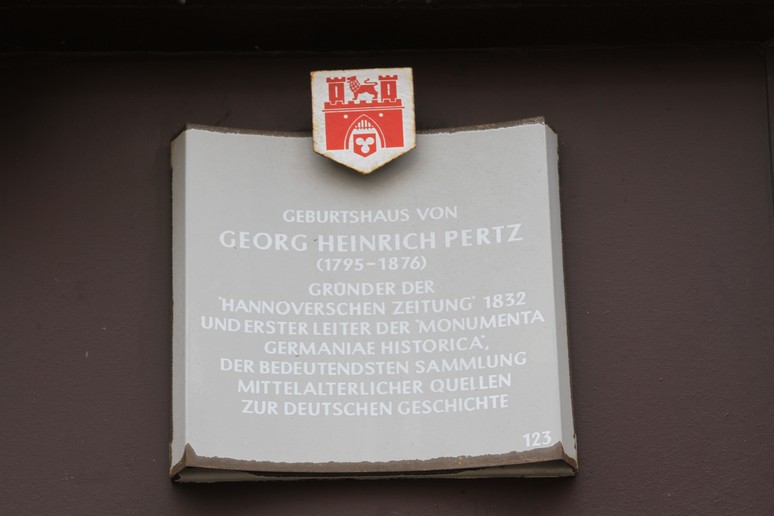 GEBURTSHAUS VON
GEORG HEINRICH PERTZ
(1795-1876)
GRÜNDER DER
"HANNOVERSCHEN ZEITUNG" 1832
UND ERSTER LEITER DER "MONUMENTA
GERMANIAE HISTORICA",
DER BEDEUTENDSTEN SAMMLUNG
MITTELALTERLICHER QUELLEN
ZUR DEUTSCHEN GESCHICHTE
123